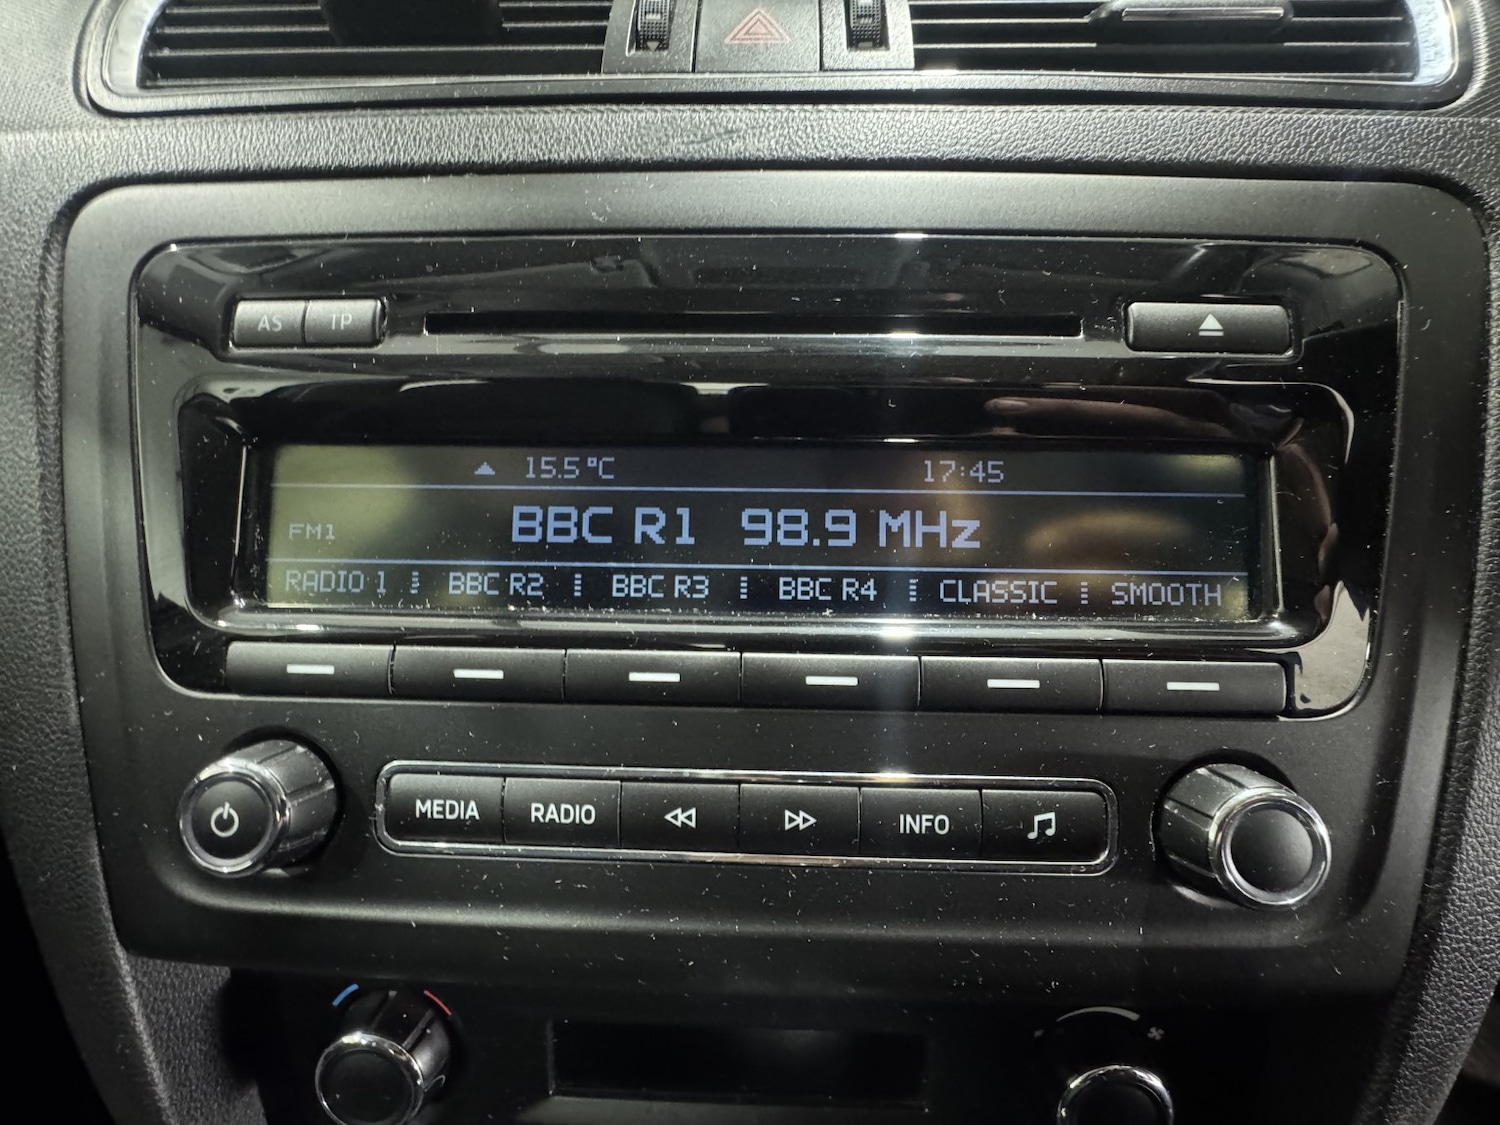 AS TP
15.5°C 17:45
FM1 BBC R1 98.9 MHz
RADIO 1 BBC R2 BBC R3 BBC R4 CLASSIC SMOOTH
MEDIA RADIO INFO